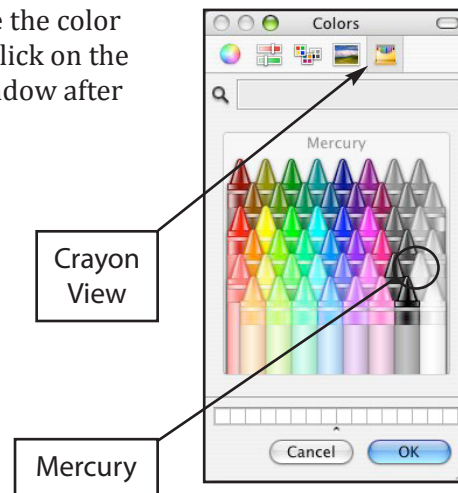 e the color
lick on the
ndow after
Colors
Mercury
Crayon
View
Mercury
Cancel
OK